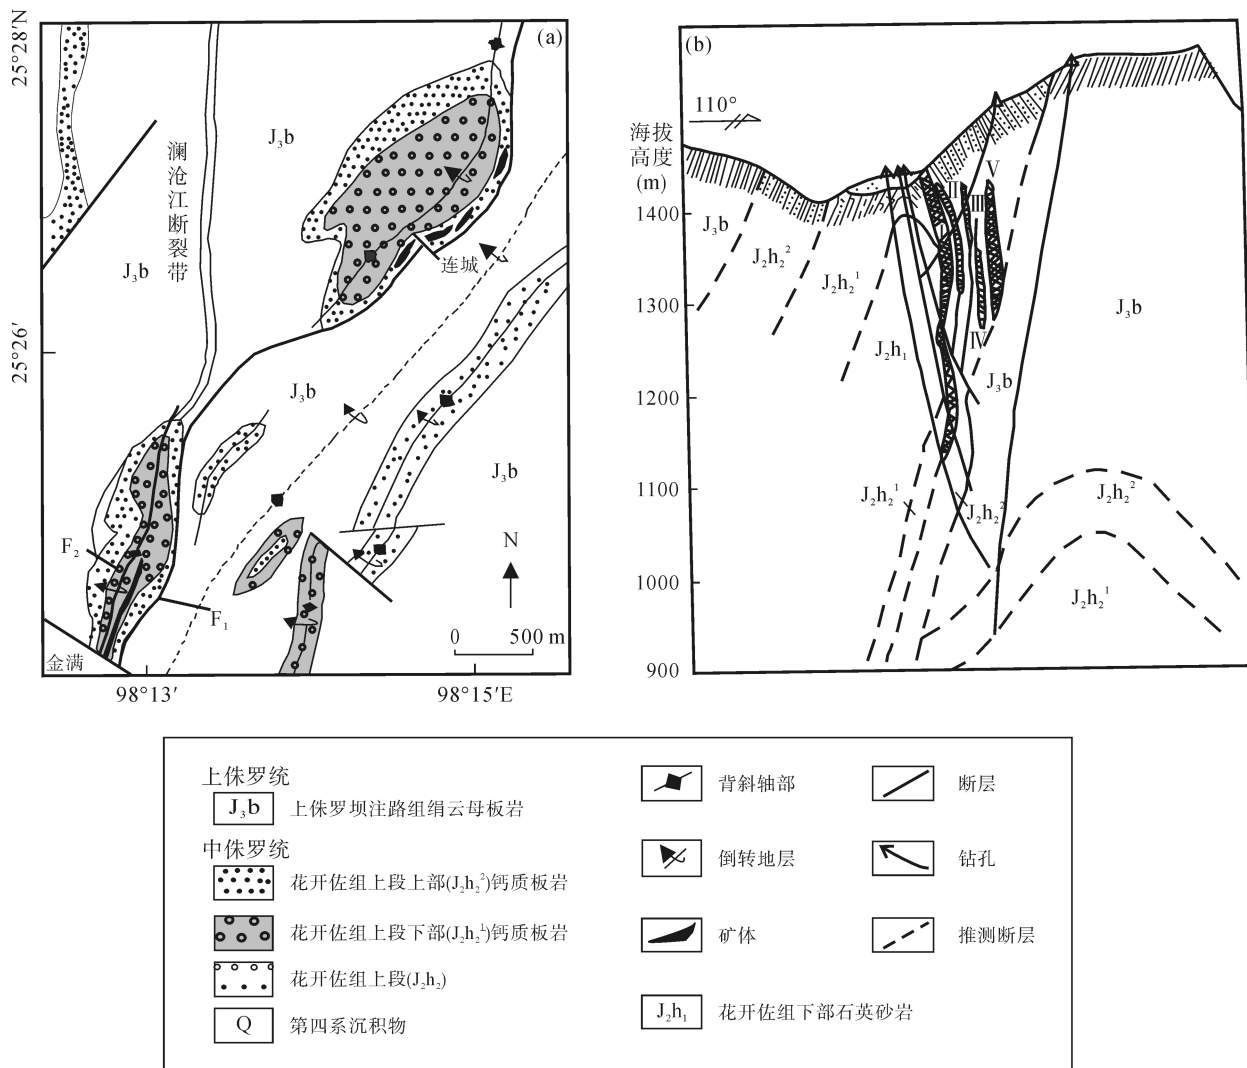 (a)
25°28′N
澜沧江断裂带
J₃b
J₃b
连城
25°26′
J₃b
J₃b
F₂
F₁
N
0 500 m
金满
98°13′
98°15′E
(b)
110°
海拔
高度
(m)
1400
1300
1200
1100
1000
900
II
III
IV
V
J₃b
J₂h₂²
J₂h₂¹
J₂h₁
J₃b
J₃b
J₂h₂¹
J₂h₂²
J₂h₂²
J₂h₂¹
上侏罗统
J₃b 上侏罗坝注路组绢云母板岩
中侏罗统
花开佐组上段上部(J₂h₂²)钙质板岩
花开佐组上段下部(J₂h₂¹)钙质板岩
花开佐组上段(J₂h₂)
Q 第四系沉积物
背斜轴部
倒转地层
矿体
J₂h₁ 花开佐组下部石英砂岩
断层
钻孔
推测断层